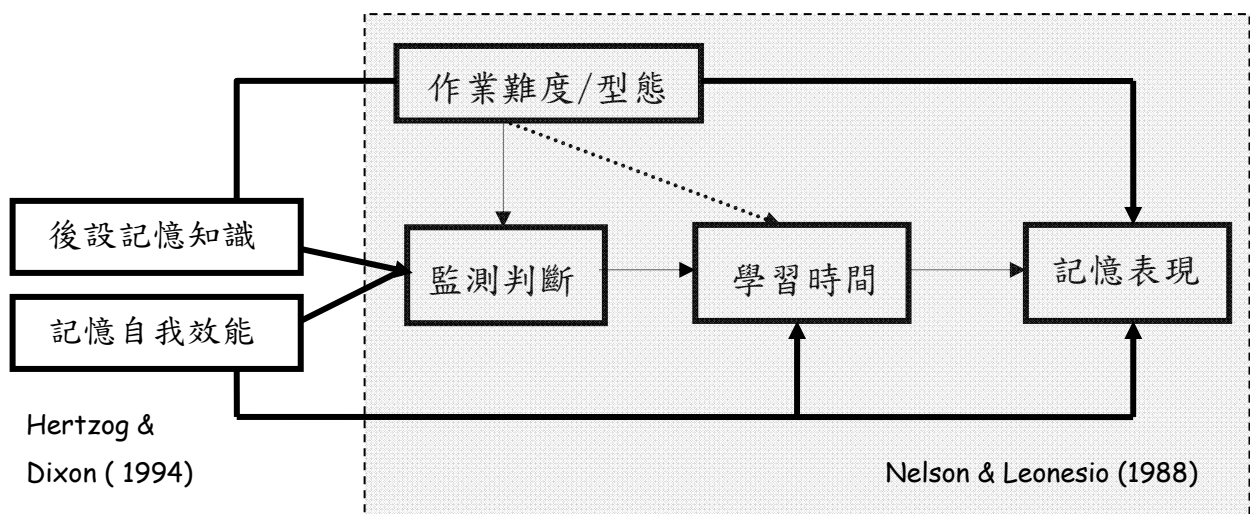 作業難度/型態
後設記憶知識
監測判斷
學習時間
記憶表現
記憶自我效能
Hertzog &
Dixon ( 1994)
Nelson & Leonesio (1988)